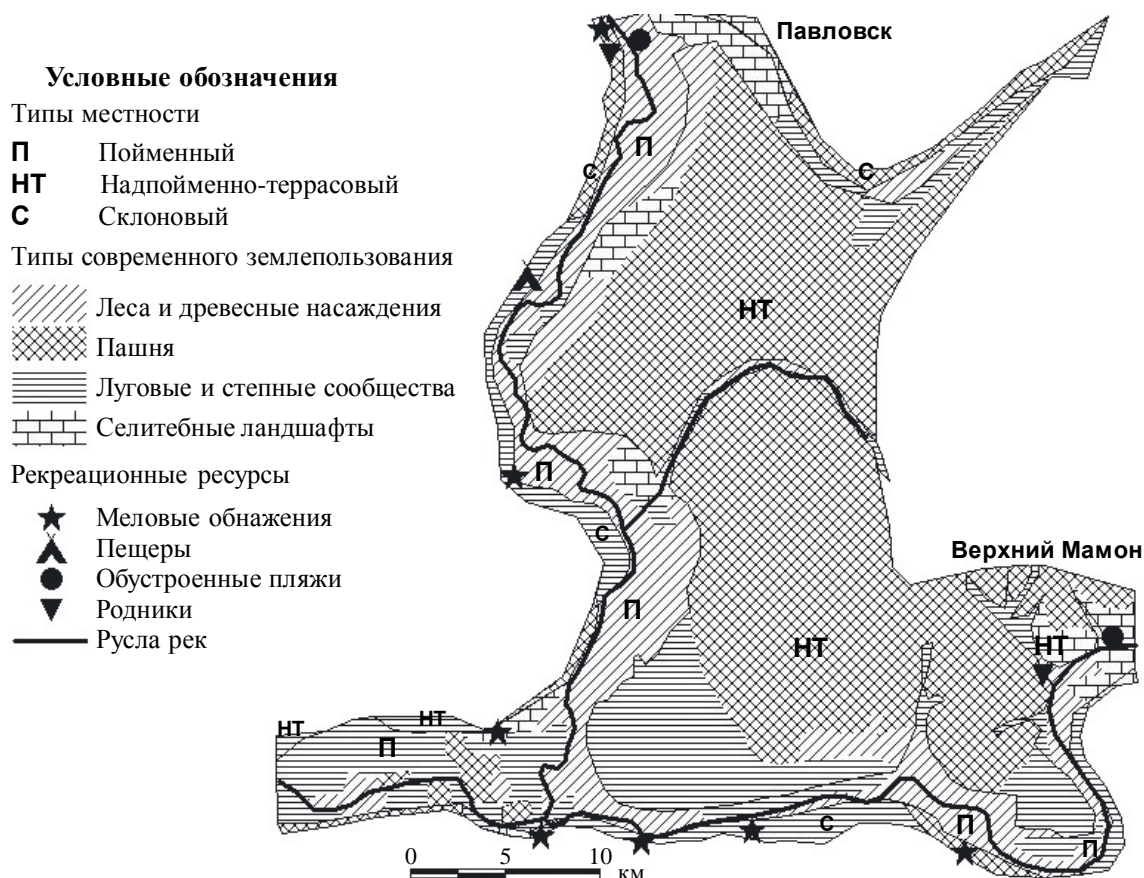 Павловск
Условные обозначения
Типы местности
П Пойменный
НТ Надпойменно-террасовый
С Склоновый
Типы современного землепользования
Леса и древесные насаждения
Пашня
Луговые и степные сообщества
Селитебные ландшафты
Рекреационные ресурсы
Меловые обнажения
Пещеры
Обустроенные пляжи
Родники
Русла рек
П
С
С
НТ
П
С
Верхний Мамон
П
НТ
НТ
НТ
НТ
П
С
П
П
0 5 10
км